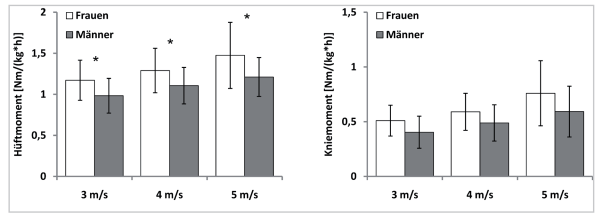 Hüftmoment [Nm/(kg*h)]
2
1,5
1
0,5
0
Frauen
Männer
*
*
*
3 m/s 4 m/s 5 m/s
Kniemoment [Nm/(kg*h)]
1,5
1
0,5
0
Frauen
Männer
3 m/s 4 m/s 5 m/s